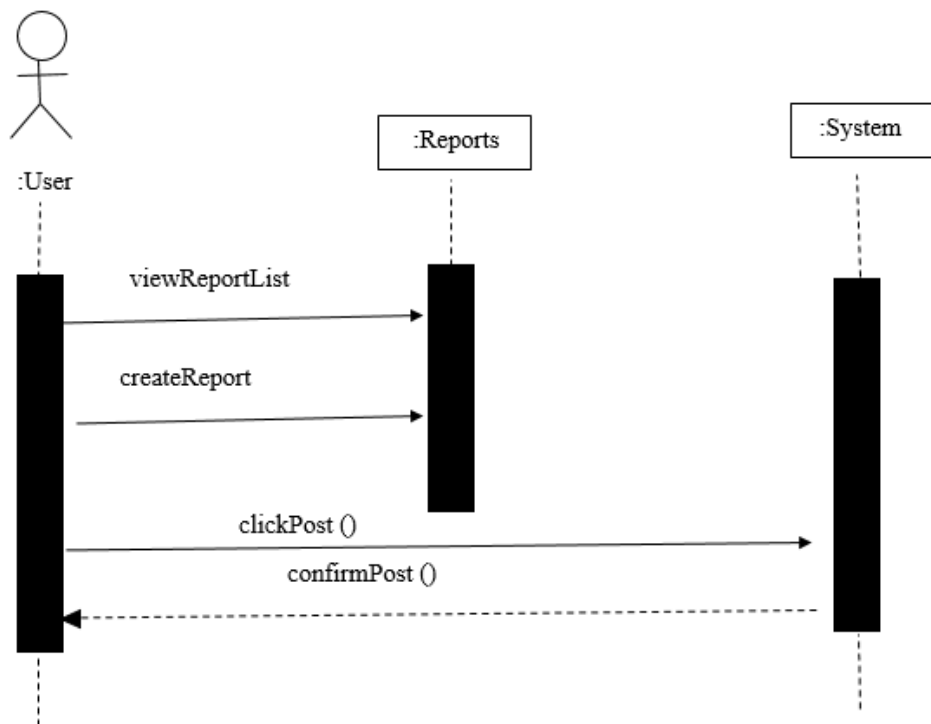 :User
:Reports
:System
viewReportList
createReport
clickPost ()
confirmPost ()